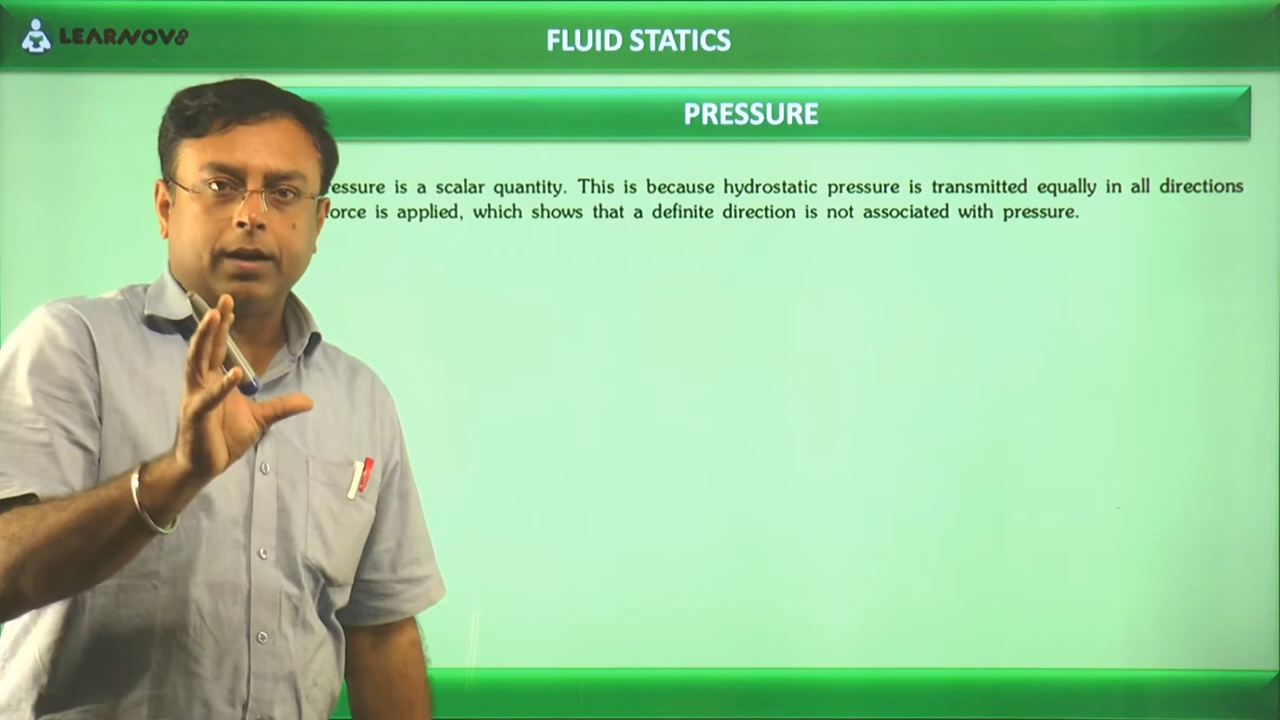 LEARNOV8
FLUID STATICS
PRESSURE
essure is a scalar quantity. This is because hydrostatic pressure is transmitted equally in all directions
force is applied, which shows that a definite direction is not associated with pressure.